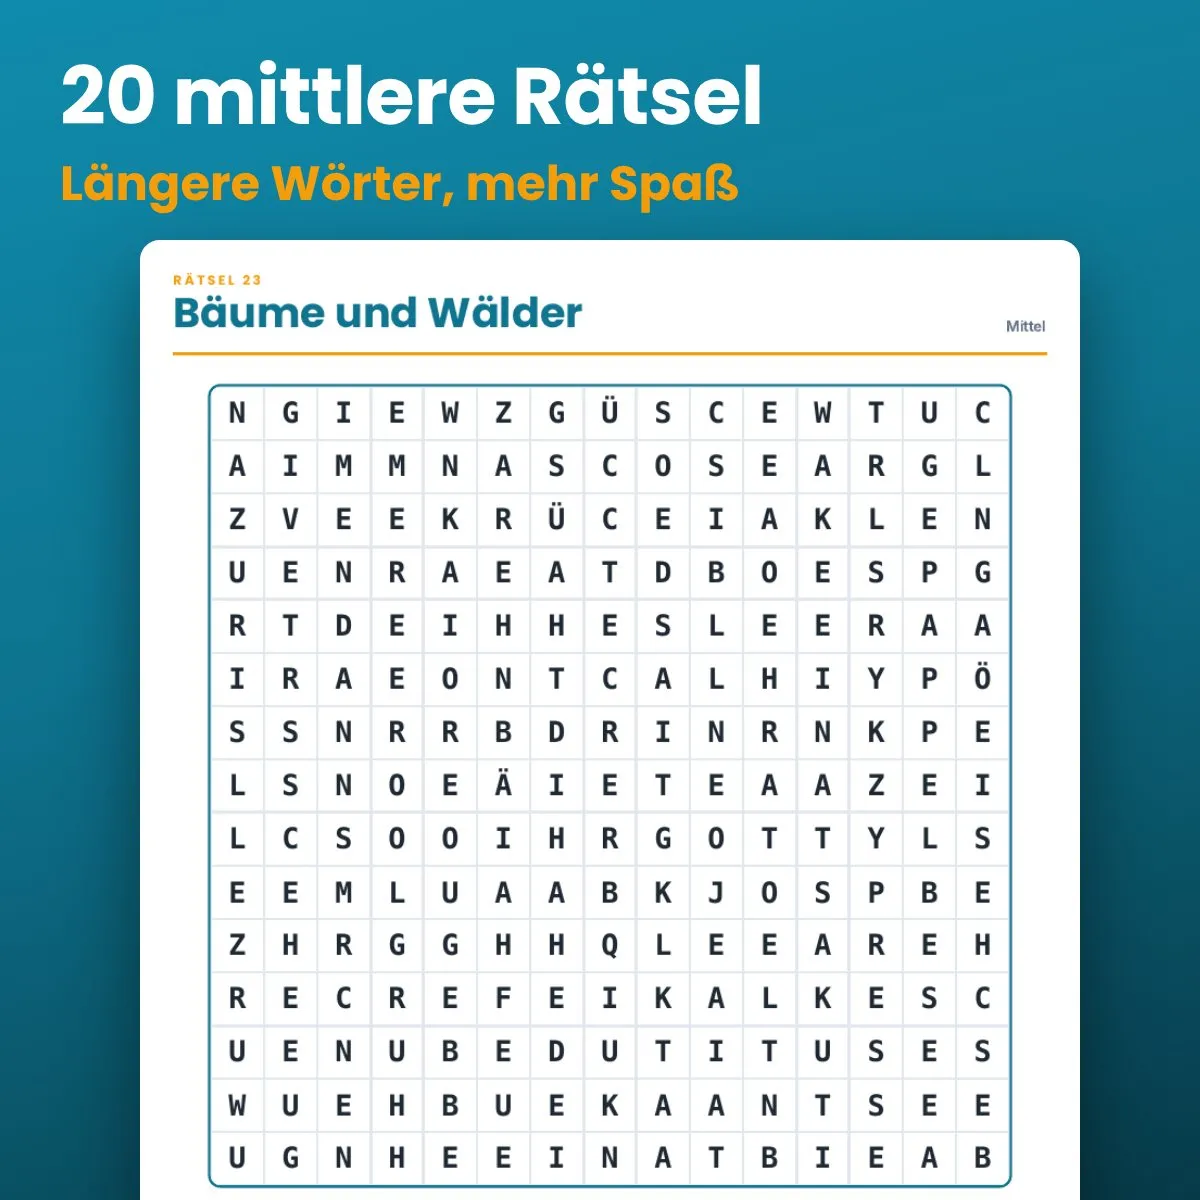 20 mittlere Rätsel
Längere Wörter, mehr Spaß
RÄTSEL 23
Bäume und Wälder
Mittel
N G I E W Z G Ü S C E W T U C
A I M M N A S C O S E A R G L
Z V E E K R Ü C E I A K L E N
U E N R A E A T D B O E S P G
R T D E I H H E S L E E R A A
I R A E O N T C A L H I Y P Ö
S S N R R B D R I N R N K P E
L S N O E Ä I E T E A A Z E I
L C S O O I H R G O T T Y L S
E E M L U A A B K J O S P B E
Z H R G G H H Q L E E A R E H
R E C R E F E I K A L K E S C
U E N U B E D U T I T U S E S
W U E H B U E K A A N T S E E
U G N H E E I N A T B I E A B